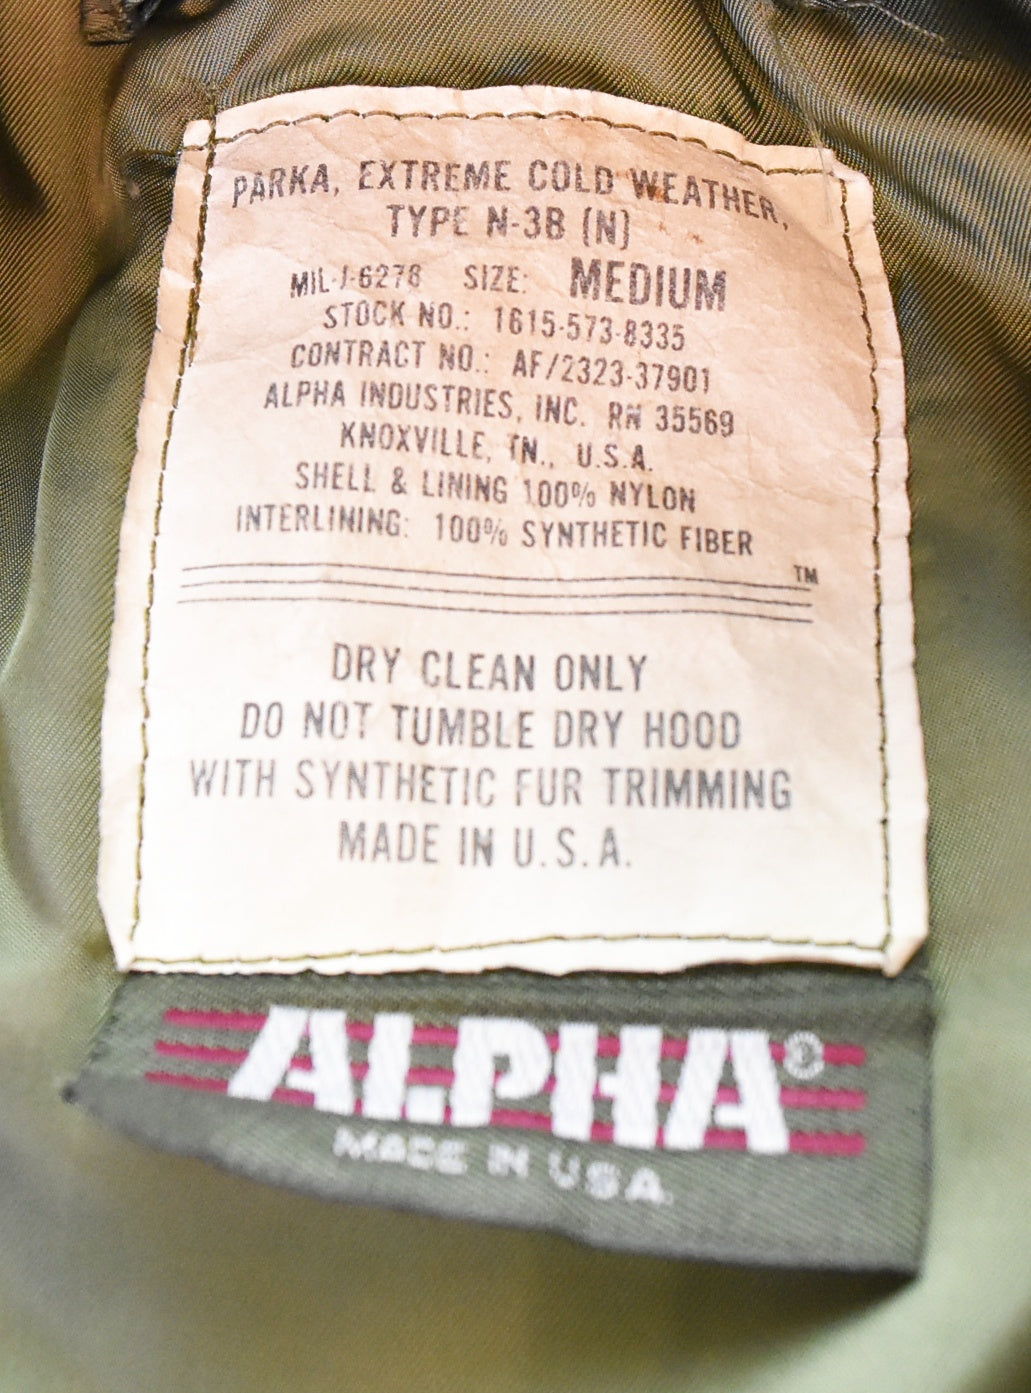 PARKA, EXTREME COLD WEATHER,
TYPE N-3B (N)
MIL-J-6278 SIZE: MEDIUM
STOCK NO.: 1615-573-8335
CONTRACT NO.: AF/2323-37901
ALPHA INDUSTRIES, INC. RN 35569
KNOXVILLE, TN., U.S.A.
SHELL & LINING 100% NYLON
INTERLINING: 100% SYNTHETIC FIBER
TM
DRY CLEAN ONLY
DO NOT TUMBLE DRY HOOD
WITH SYNTHETIC FUR TRIMMING
MADE IN U.S.A.
ALPHA®
MADE IN U.S.A.